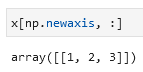 x[np.newaxis, :]
array([[1, 2, 3]])